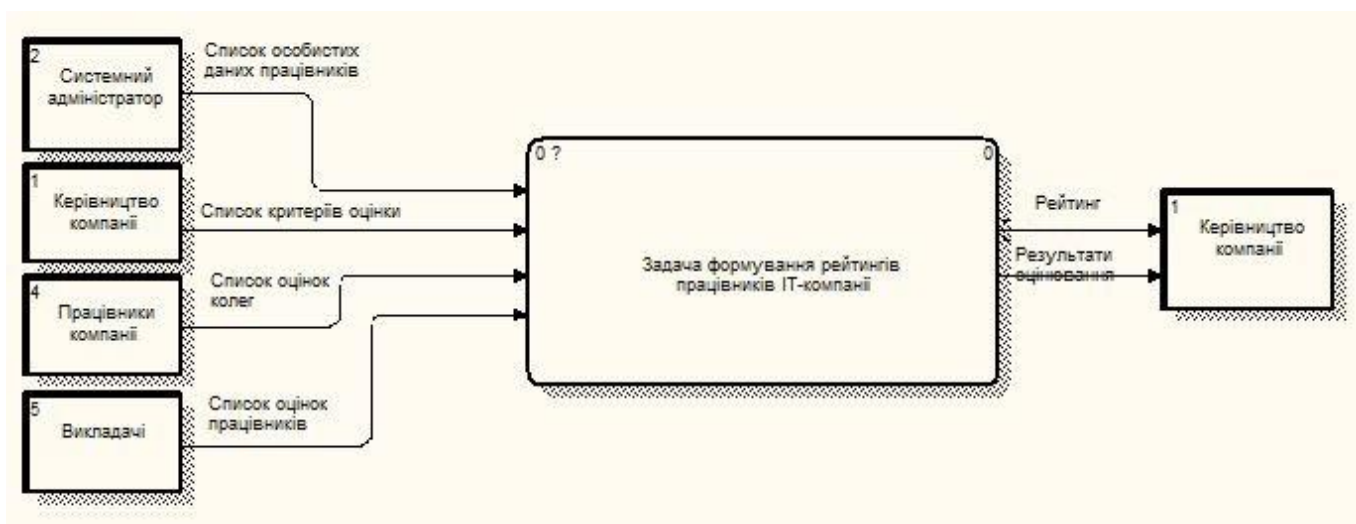 2
Системний
адміністратор
Список особистих
даних працівників
1
Керівництво
компанії
Список критеріїв оцінки
4
Працівники
компанії
Список оцінок
колег
5
Викладачі
Список оцінок
працівників
0 ?
0
Задача формування рейтингів
працівників ІТ-компанії
Рейтинг
Результати
оцінювання
1
Керівництво
компанії